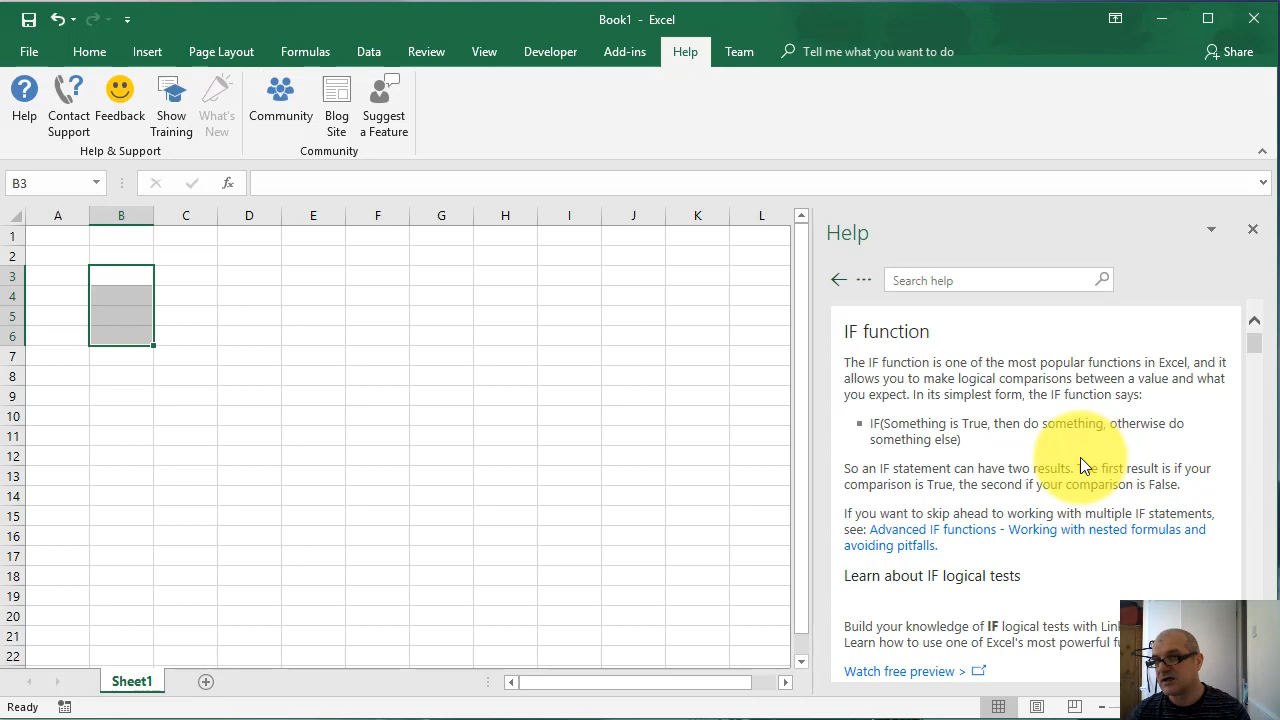 Book1 - Excel
File Home Insert Page Layout Formulas Data Review View Developer Add-ins Help Team Tell me what you want to do Share
Help Contact Support Feedback Show Training What's New Community Blog Site Suggest a Feature
Help & Support Community
B3 fx
A B C D E F G H I J K L
1
2
3
4
5
6
7
8
9
10
11
12
13
14
15
16
17
18
19
20
21
22
Sheet1
Ready
Help
Search help
IF function
The IF function is one of the most popular functions in Excel, and it
allows you to make logical comparisons between a value and what
you expect. In its simplest form, the IF function says:
IF(Something is True, then do something, otherwise do
something else)
So an IF statement can have two results. The first result is if your
comparison is True, the second if your comparison is False.
If you want to skip ahead to working with multiple IF statements,
see: Advanced IF functions - Working with nested formulas and
avoiding pitfalls.
Learn about IF logical tests
Build your knowledge of IF logical tests with
Learn how to use one of Excel's most powerful
Watch free preview >